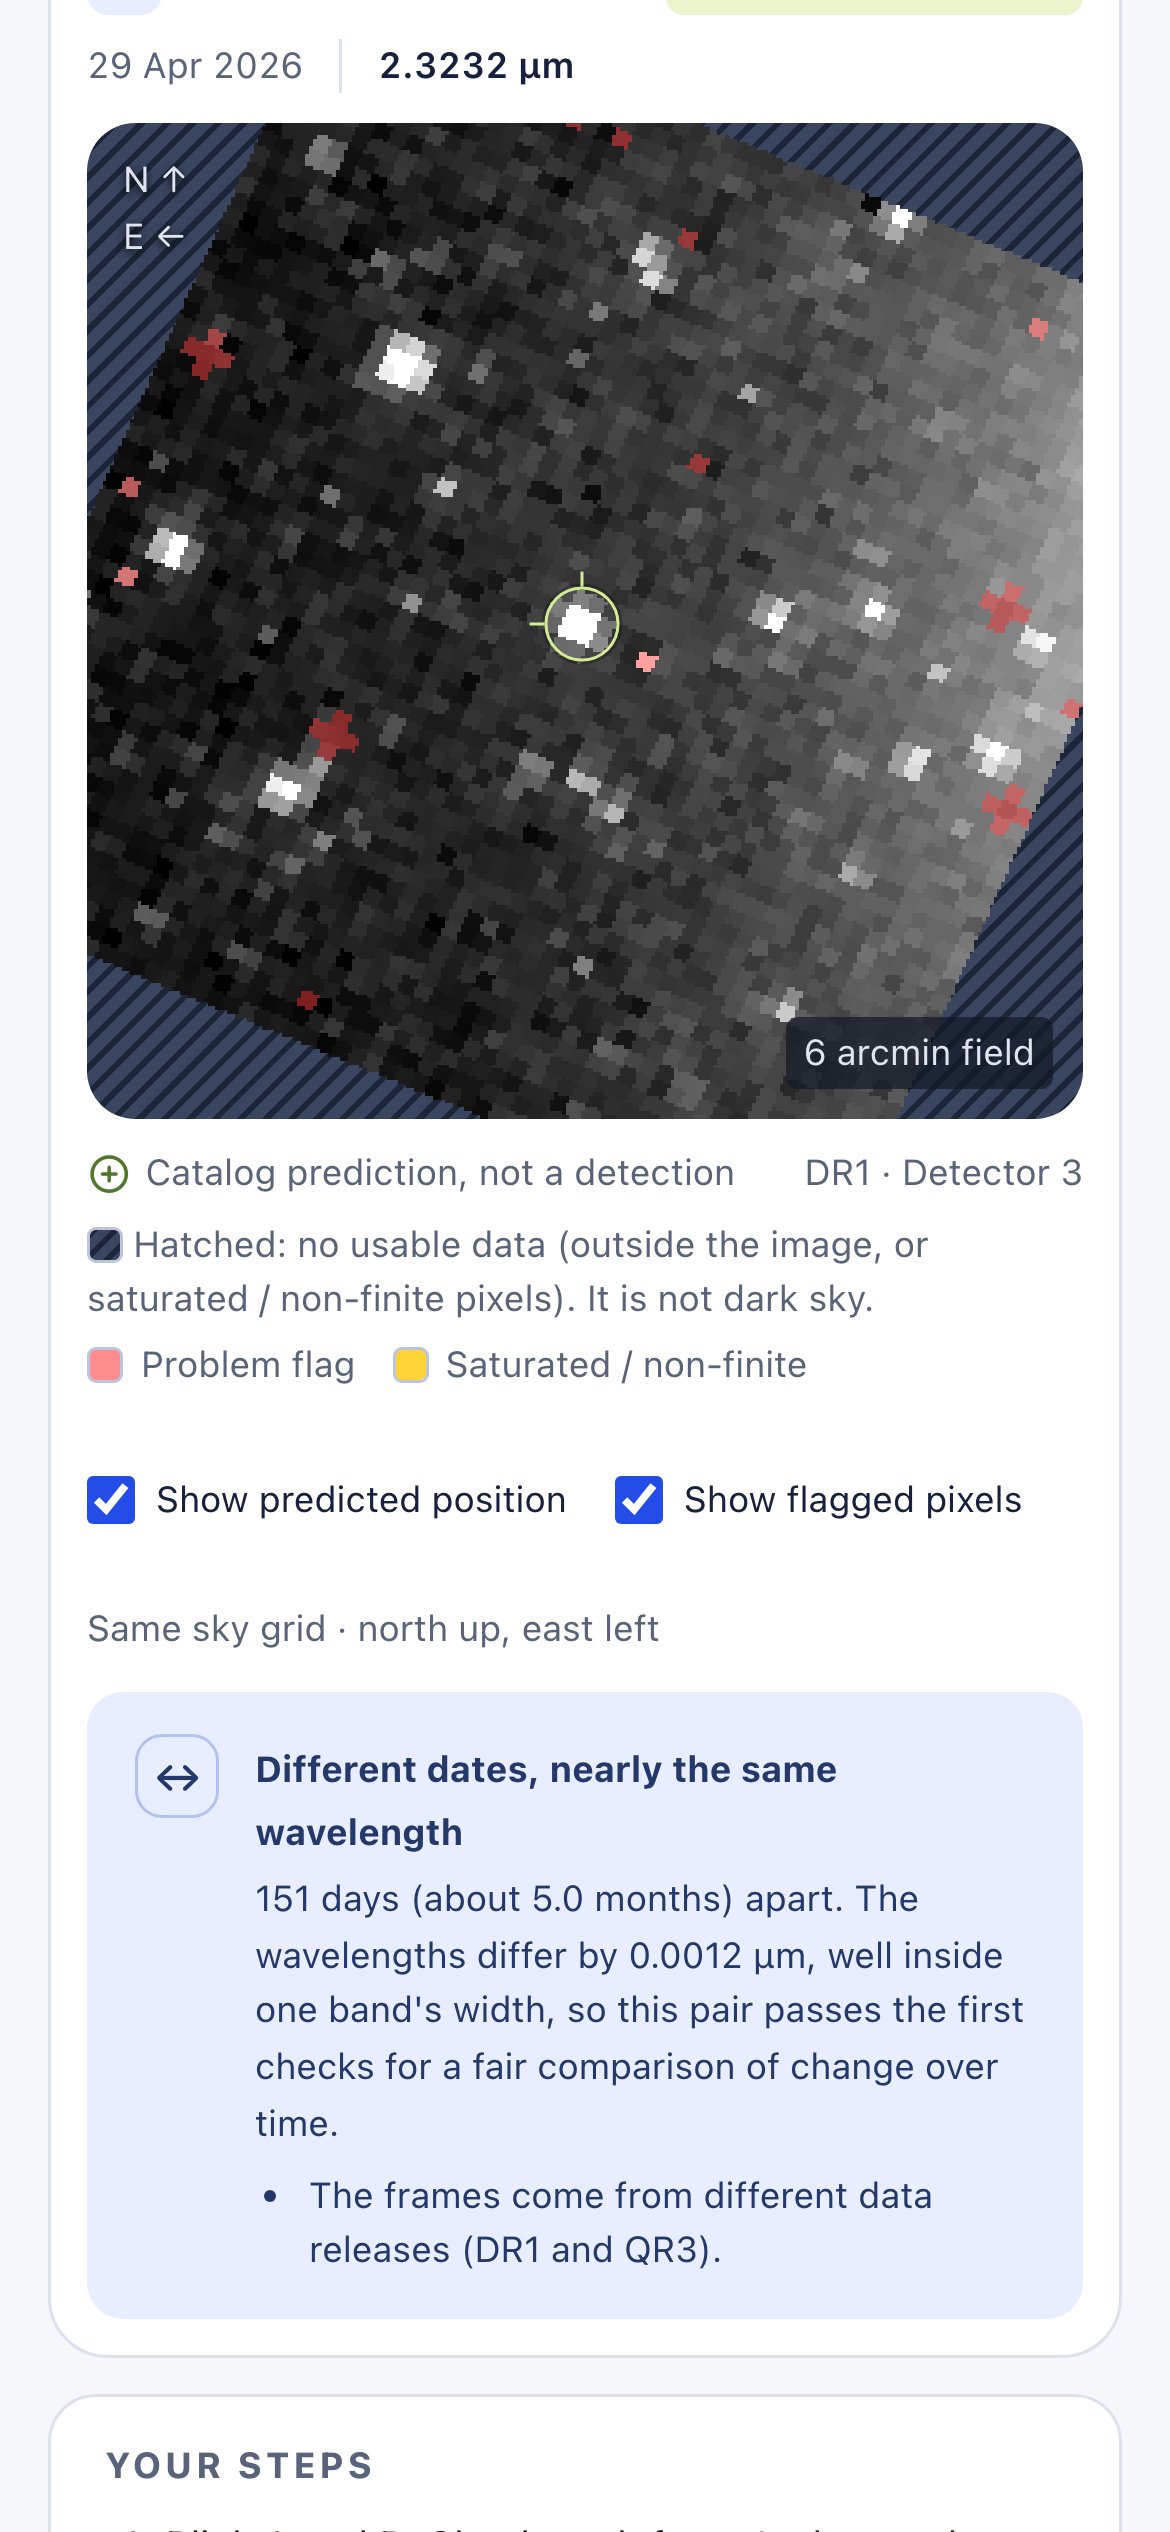 29 Apr 2026 2.3232 µm
N ↑
E ←
6 arcmin field
Catalog prediction, not a detection DR1 · Detector 3
Hatched: no usable data (outside the image, or
saturated / non-finite pixels). It is not dark sky.
Problem flag Saturated / non-finite
Show predicted position Show flagged pixels
Same sky grid · north up, east left
Different dates, nearly the same
wavelength
151 days (about 5.0 months) apart. The
wavelengths differ by 0.0012 µm, well inside
one band's width, so this pair passes the first
checks for a fair comparison of change over
time.
• The frames come from different data
releases (DR1 and QR3).
YOUR STEPS